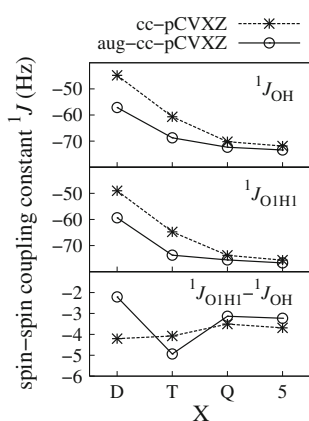 cc−pCVXZ
aug−cc−pCVXZ
spin−spin coupling constant ¹J (Hz)
−50
−60
−70
¹J_OH
−50
−60
−70
¹J_O1H1
−2
−3
−4
−5
−6
¹J_O1H1−¹J_OH
D T Q 5
X